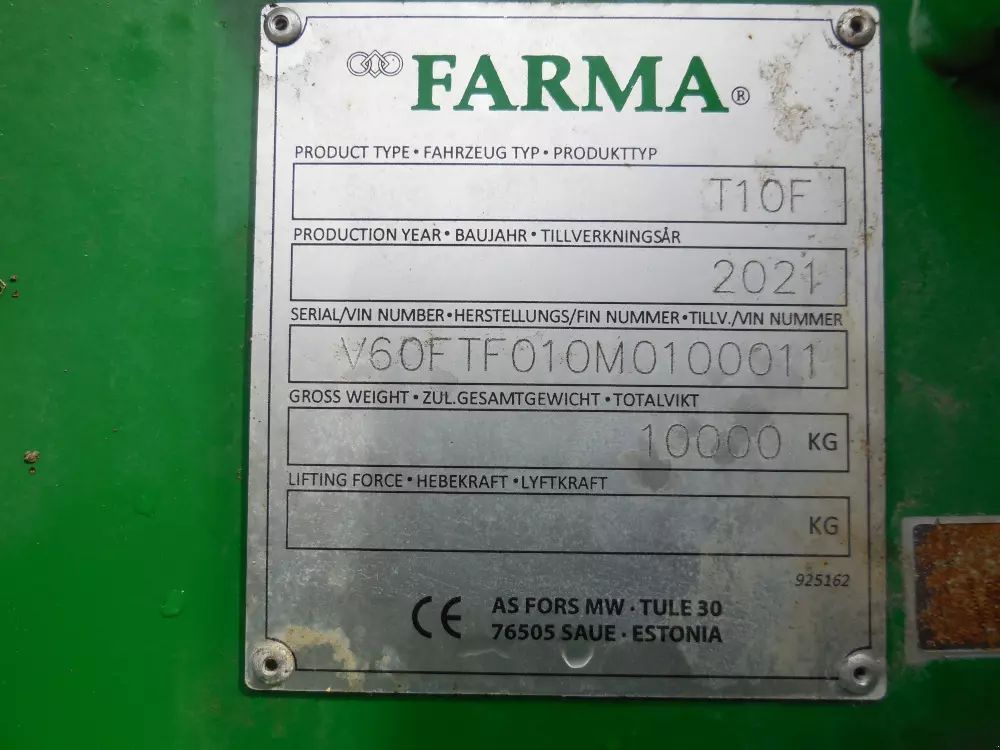 FARMA®
PRODUCT TYPE • FAHRZEUG TYP • PRODUKTTYP
T10F
PRODUCTION YEAR • BAUJAHR • TILLVERKNINGSÅR
2021
SERIAL/VIN NUMBER • HERSTELLUNGS/FIN NUMMER • TILLV./VIN NUMMER
V60FTF010M0100011
GROSS WEIGHT • ZUL.GESAMTGEWICHT • TOTALVIKT
10000 KG
LIFTING FORCE • HEBEKRAFT • LYFTKRAFT
KG
925162
CE AS FORS MW · TULE 30
76505 SAUE · ESTONIA